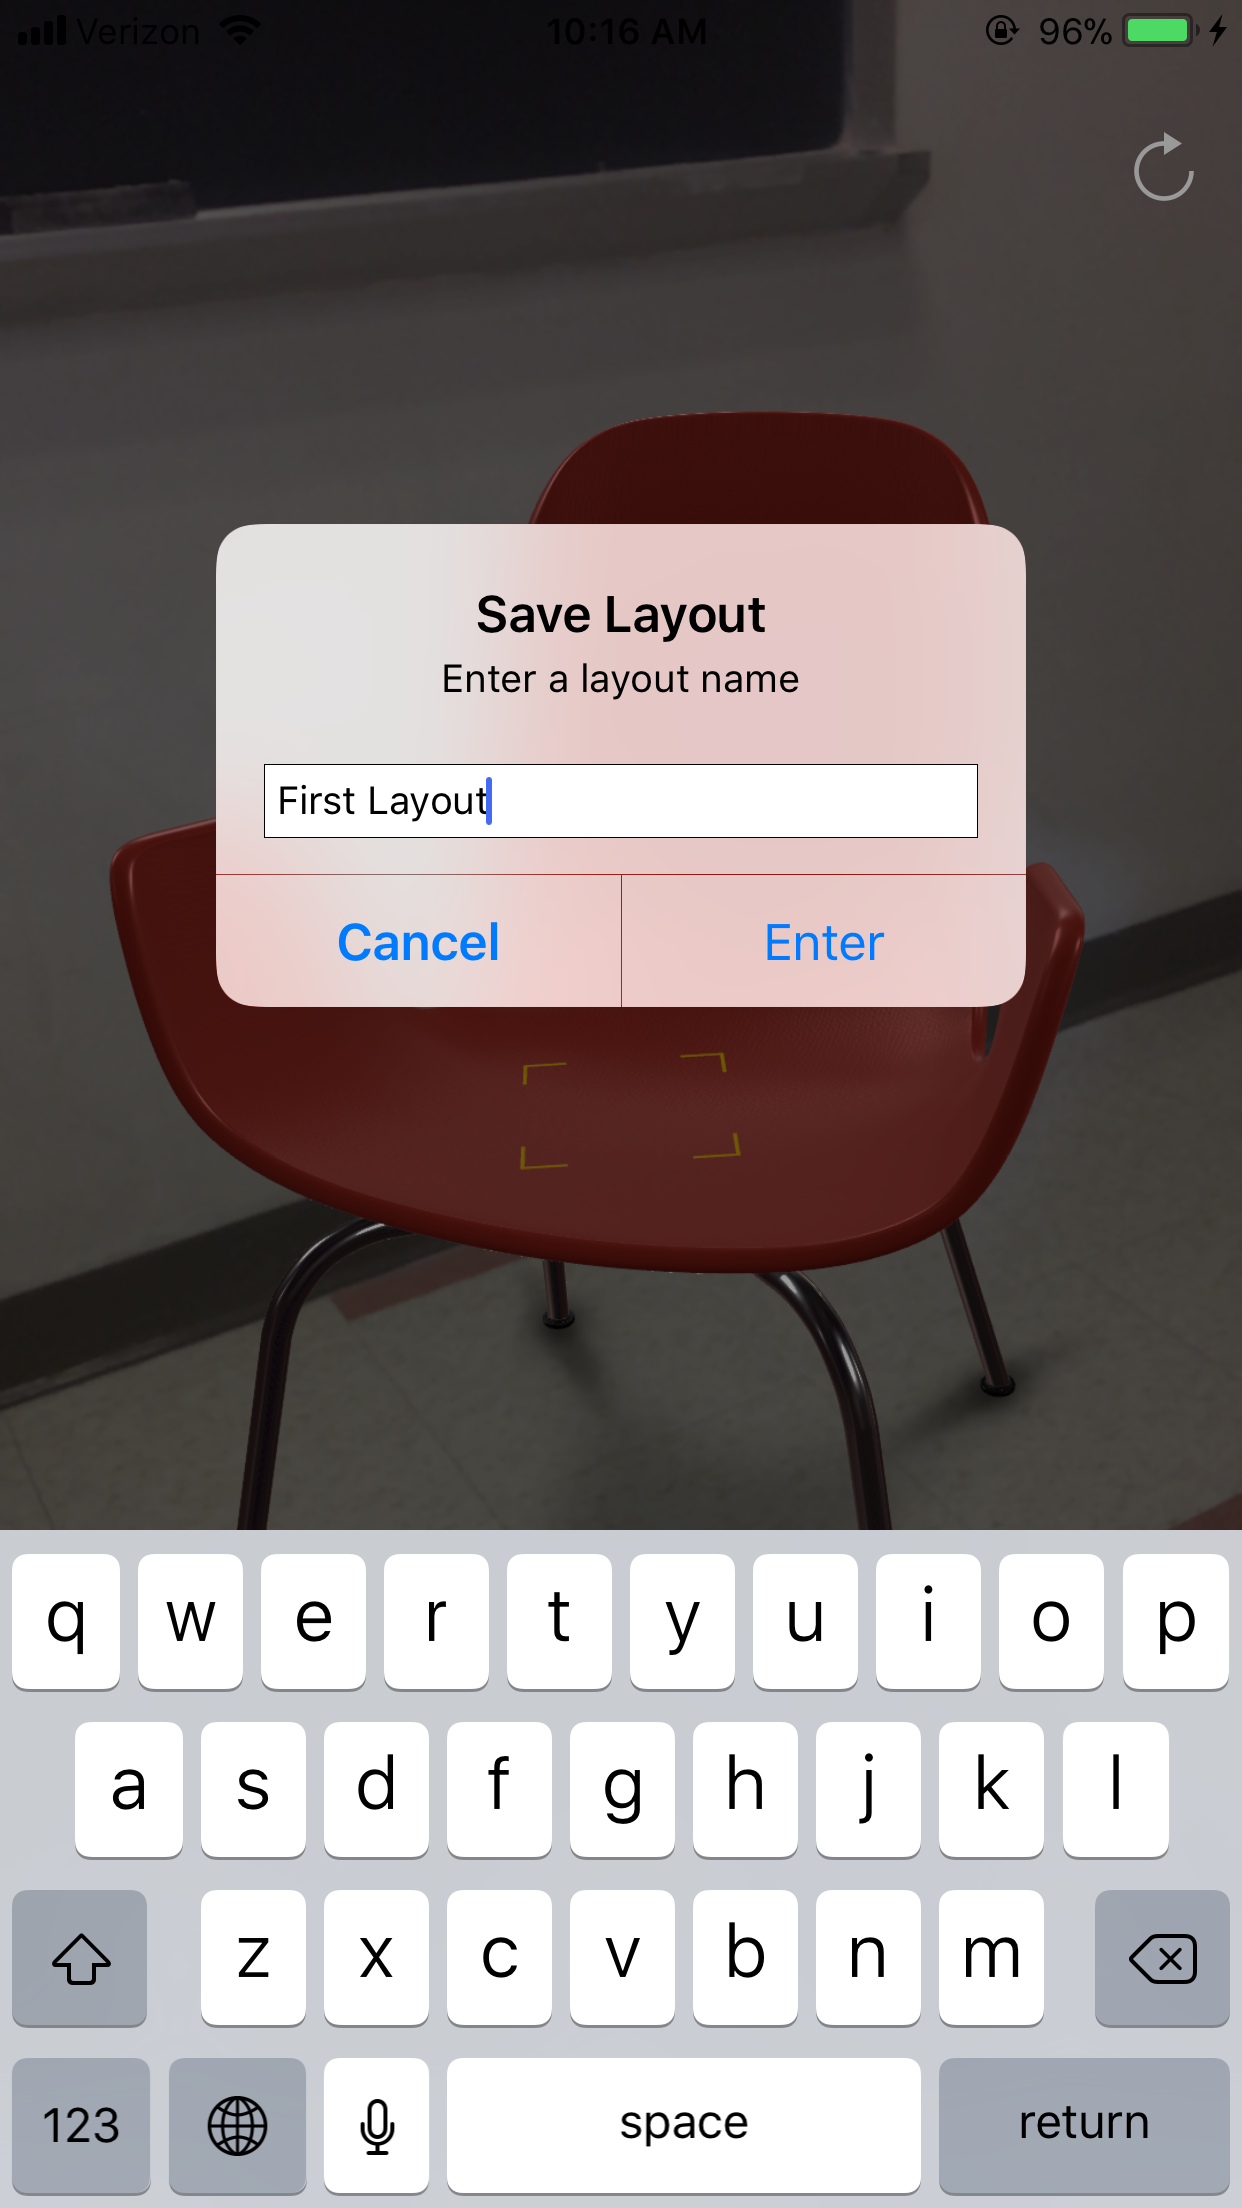 Verizon 10:16 AM 96%
Save Layout
Enter a layout name
First Layout
Cancel Enter
q w e r t y u i o p
a s d f g h j k l
z x c v b n m
123 space return